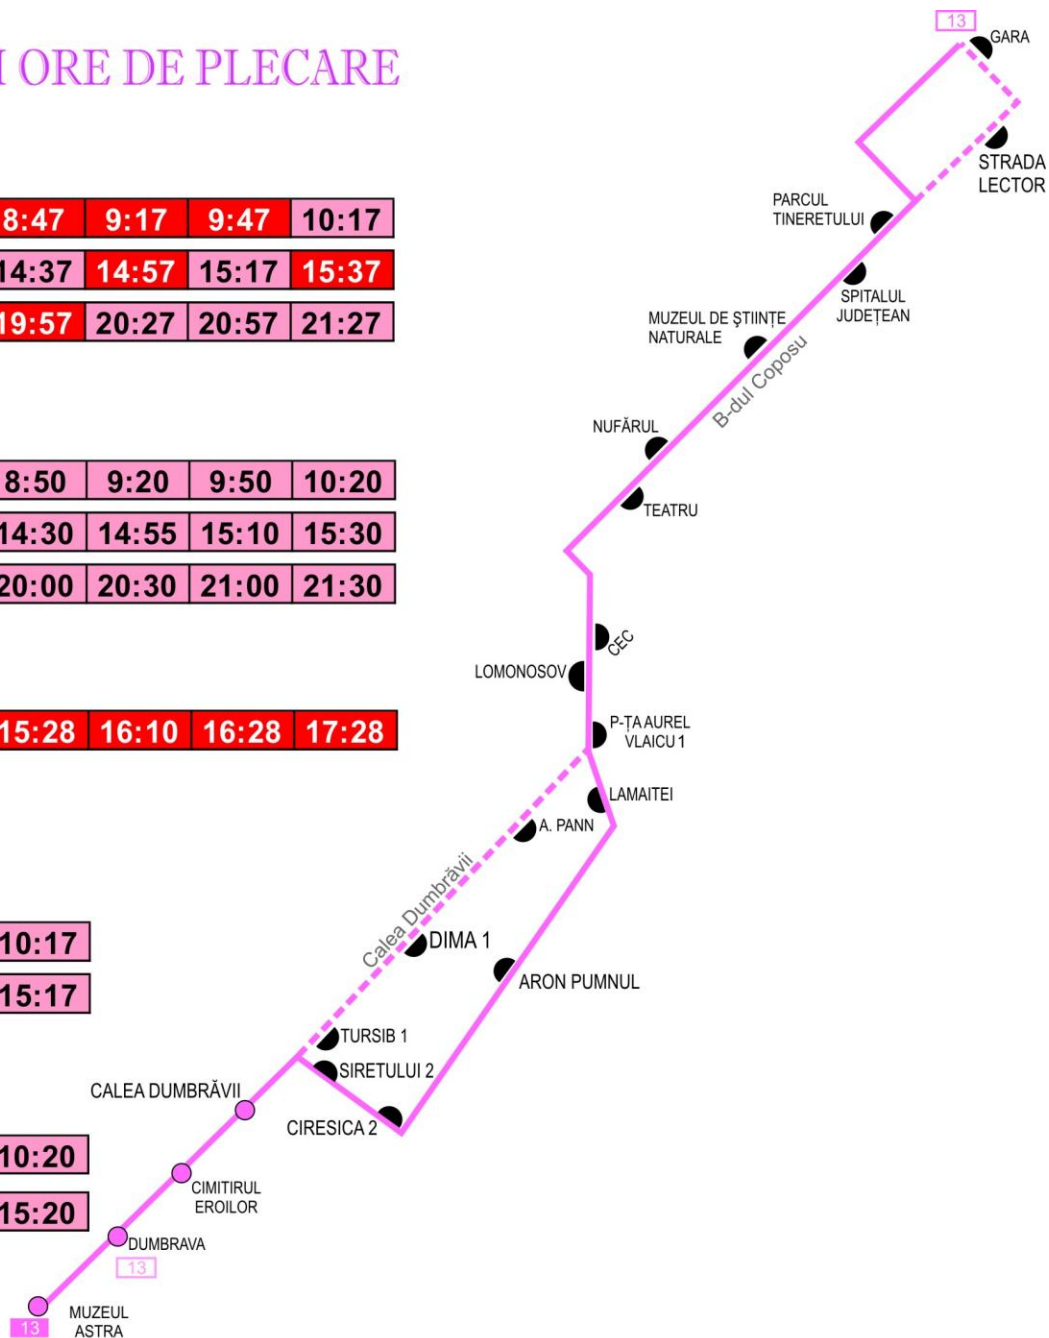 ORE DE PLECARE
8:47 9:17 9:47 10:17
14:37 14:57 15:17 15:37
19:57 20:27 20:57 21:27
8:50 9:20 9:50 10:20
14:30 14:55 15:10 15:30
20:00 20:30 21:00 21:30
15:28 16:10 16:28 17:28
10:17
15:17
10:20
15:20
13
GARA
STRADA
LECTOR
PARCUL
TINERETULUI
SPITALUL
JUDEȚEAN
MUZEUL DE ŞTIINȚE
NATURALE
B-dul Coposu
NUFĂRUL
TEATRU
CEC
LOMONOSOV
P-ȚA AUREL
VLAICU 1
LAMAITEI
A. PANN
Calea Dumbrăvii
DIMA 1
ARON PUMNUL
TURSIB 1
SIRETULUI 2
CALEA DUMBRĂVII
CIRESICA 2
CIMITIRUL
EROILOR
DUMBRAVA
13
MUZEUL
ASTRA
13